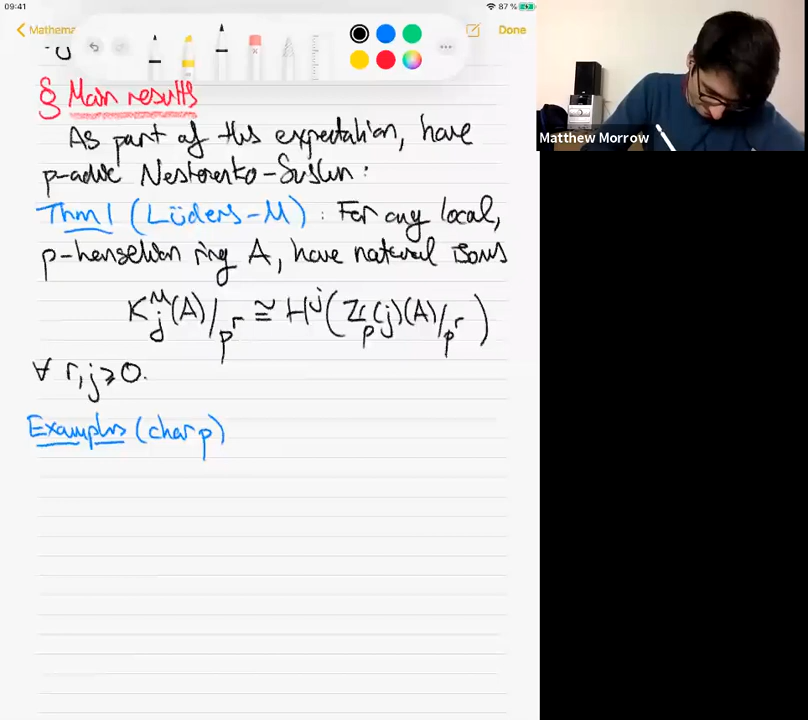 09:41
87 %
Mathema
Done
§ Main results
As part of this expectation, have
p-adic Nesterenko-Suslin:
Thm 1 (Lüders-M): For any local,
p-henselian ring A, have natural isoms
K_j^M(A)/p^r ≅ H^j(ℤ_p(j)(A)/p^r)
∀ r, j ≥ 0.
Examples (char p)
Matthew Morrow